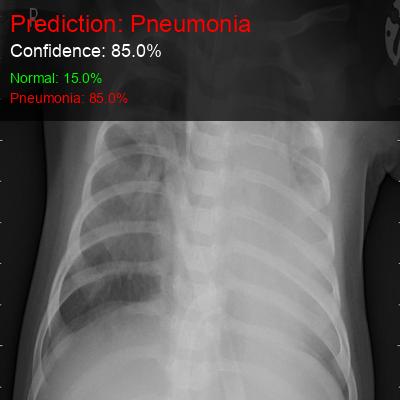 D
Prediction: Pneumonia
Confidence: 85.0%
Normal: 15.0%
Pneumonia: 85.0%